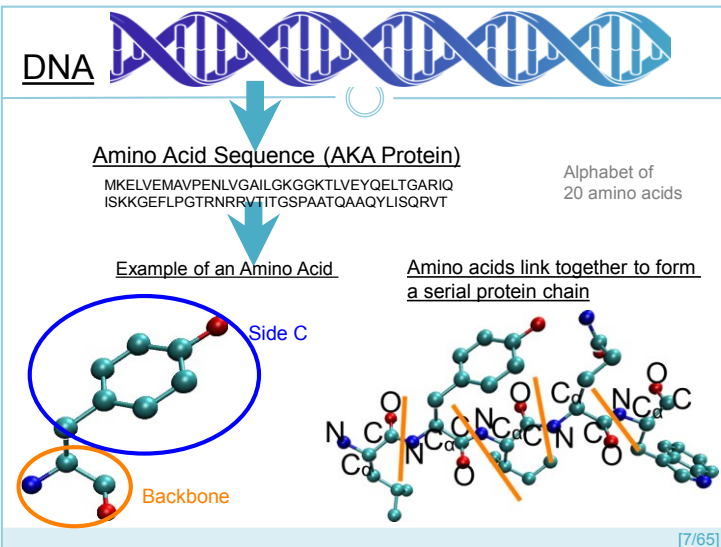 DNA
Amino Acid Sequence (AKA Protein)
MKELVEMAVPENLVGAILGKGGKTLVEYQELTGARIQ
ISKKGEFLPGTRNRRVTITGSPAATQAAQYLISQRVT
Alphabet of
20 amino acids
Example of an Amino Acid
Amino acids link together to form
a serial protein chain
Side C
Backbone
N
Cα
C
O
N
Cα
C
O
N
Cα
C
O
N
Cα
C
O
N
Cα
C
O
[7/65]